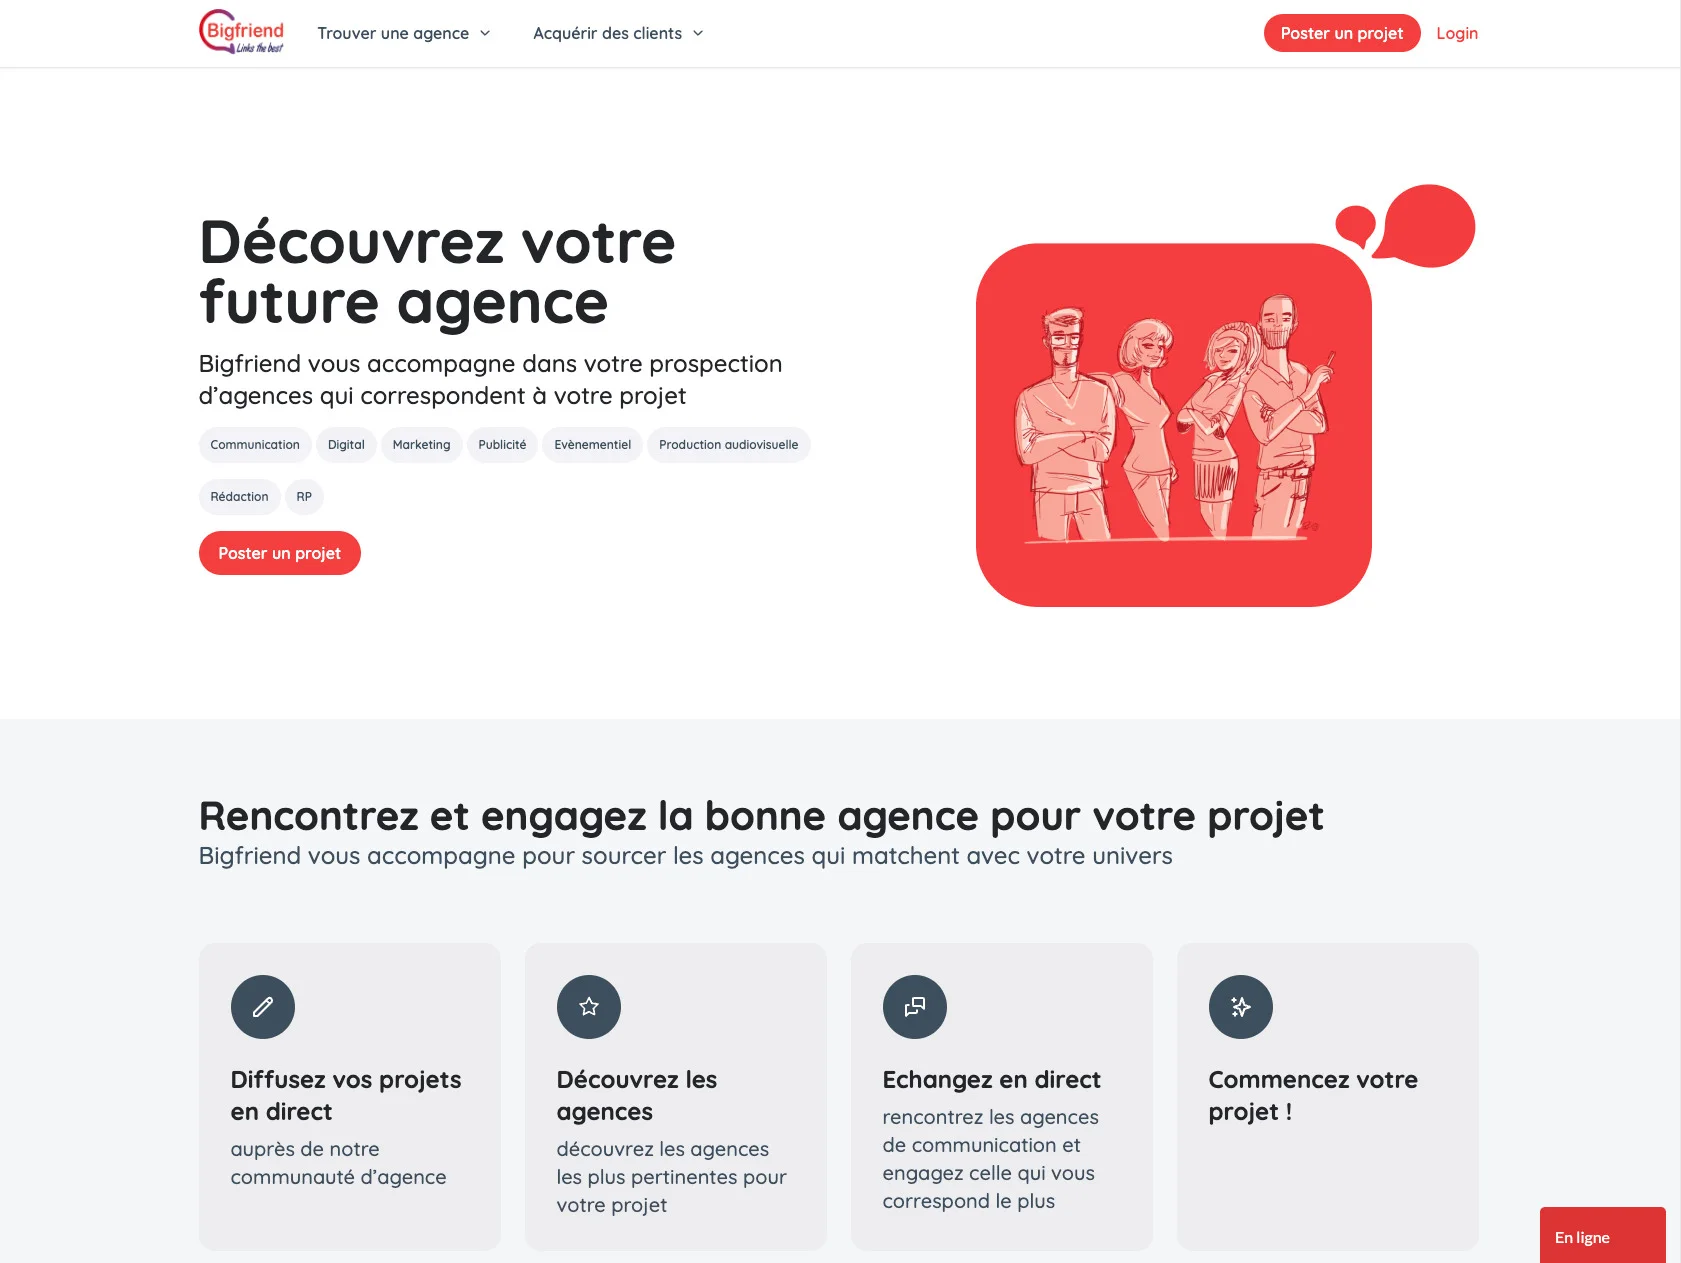 Bigfriend
Links the best
Trouver une agence
Acquérir des clients
Poster un projet
Login
Découvrez votre
future agence
Bigfriend vous accompagne dans votre prospection
d’agences qui correspondent à votre projet
Communication
Digital
Marketing
Publicité
Evènementiel
Production audiovisuelle
Rédaction
RP
Poster un projet
Rencontrez et engagez la bonne agence pour votre projet
Bigfriend vous accompagne pour sourcer les agences qui matchent avec votre univers
Diffusez vos projets
en direct
auprès de notre
communauté d’agence
Découvrez les
agences
découvrez les agences
les plus pertinentes pour
votre projet
Echangez en direct
rencontrez les agences
de communication et
engagez celle qui vous
correspond le plus
Commencez votre
projet !
En ligne